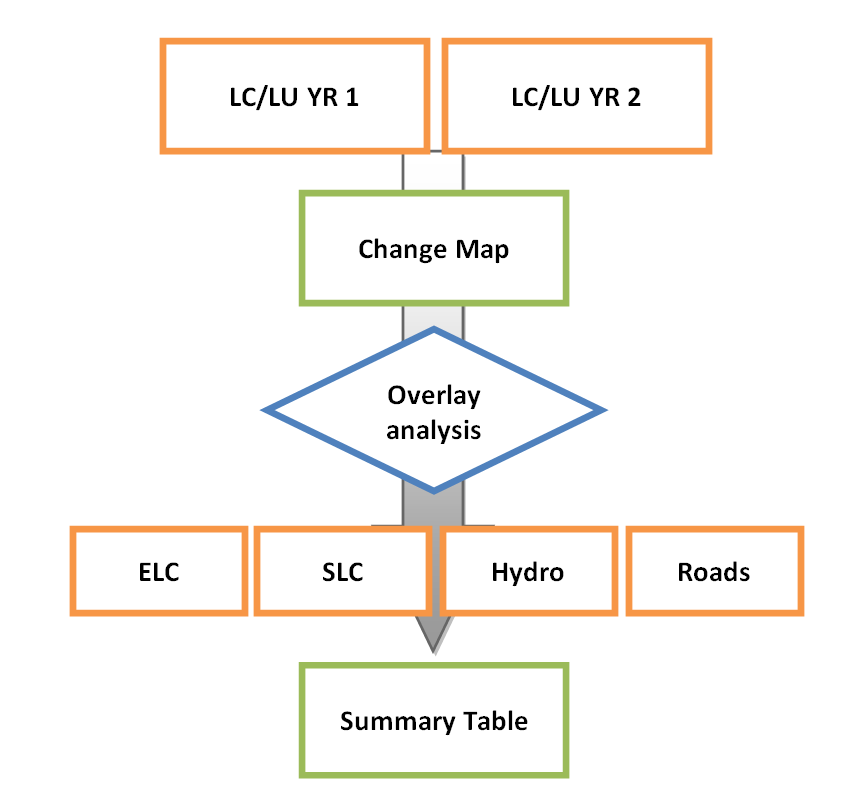 LC/LU YR 1
LC/LU YR 2
Change Map
Overlay
analysis
ELC
SLC
Hydro
Roads
Summary Table